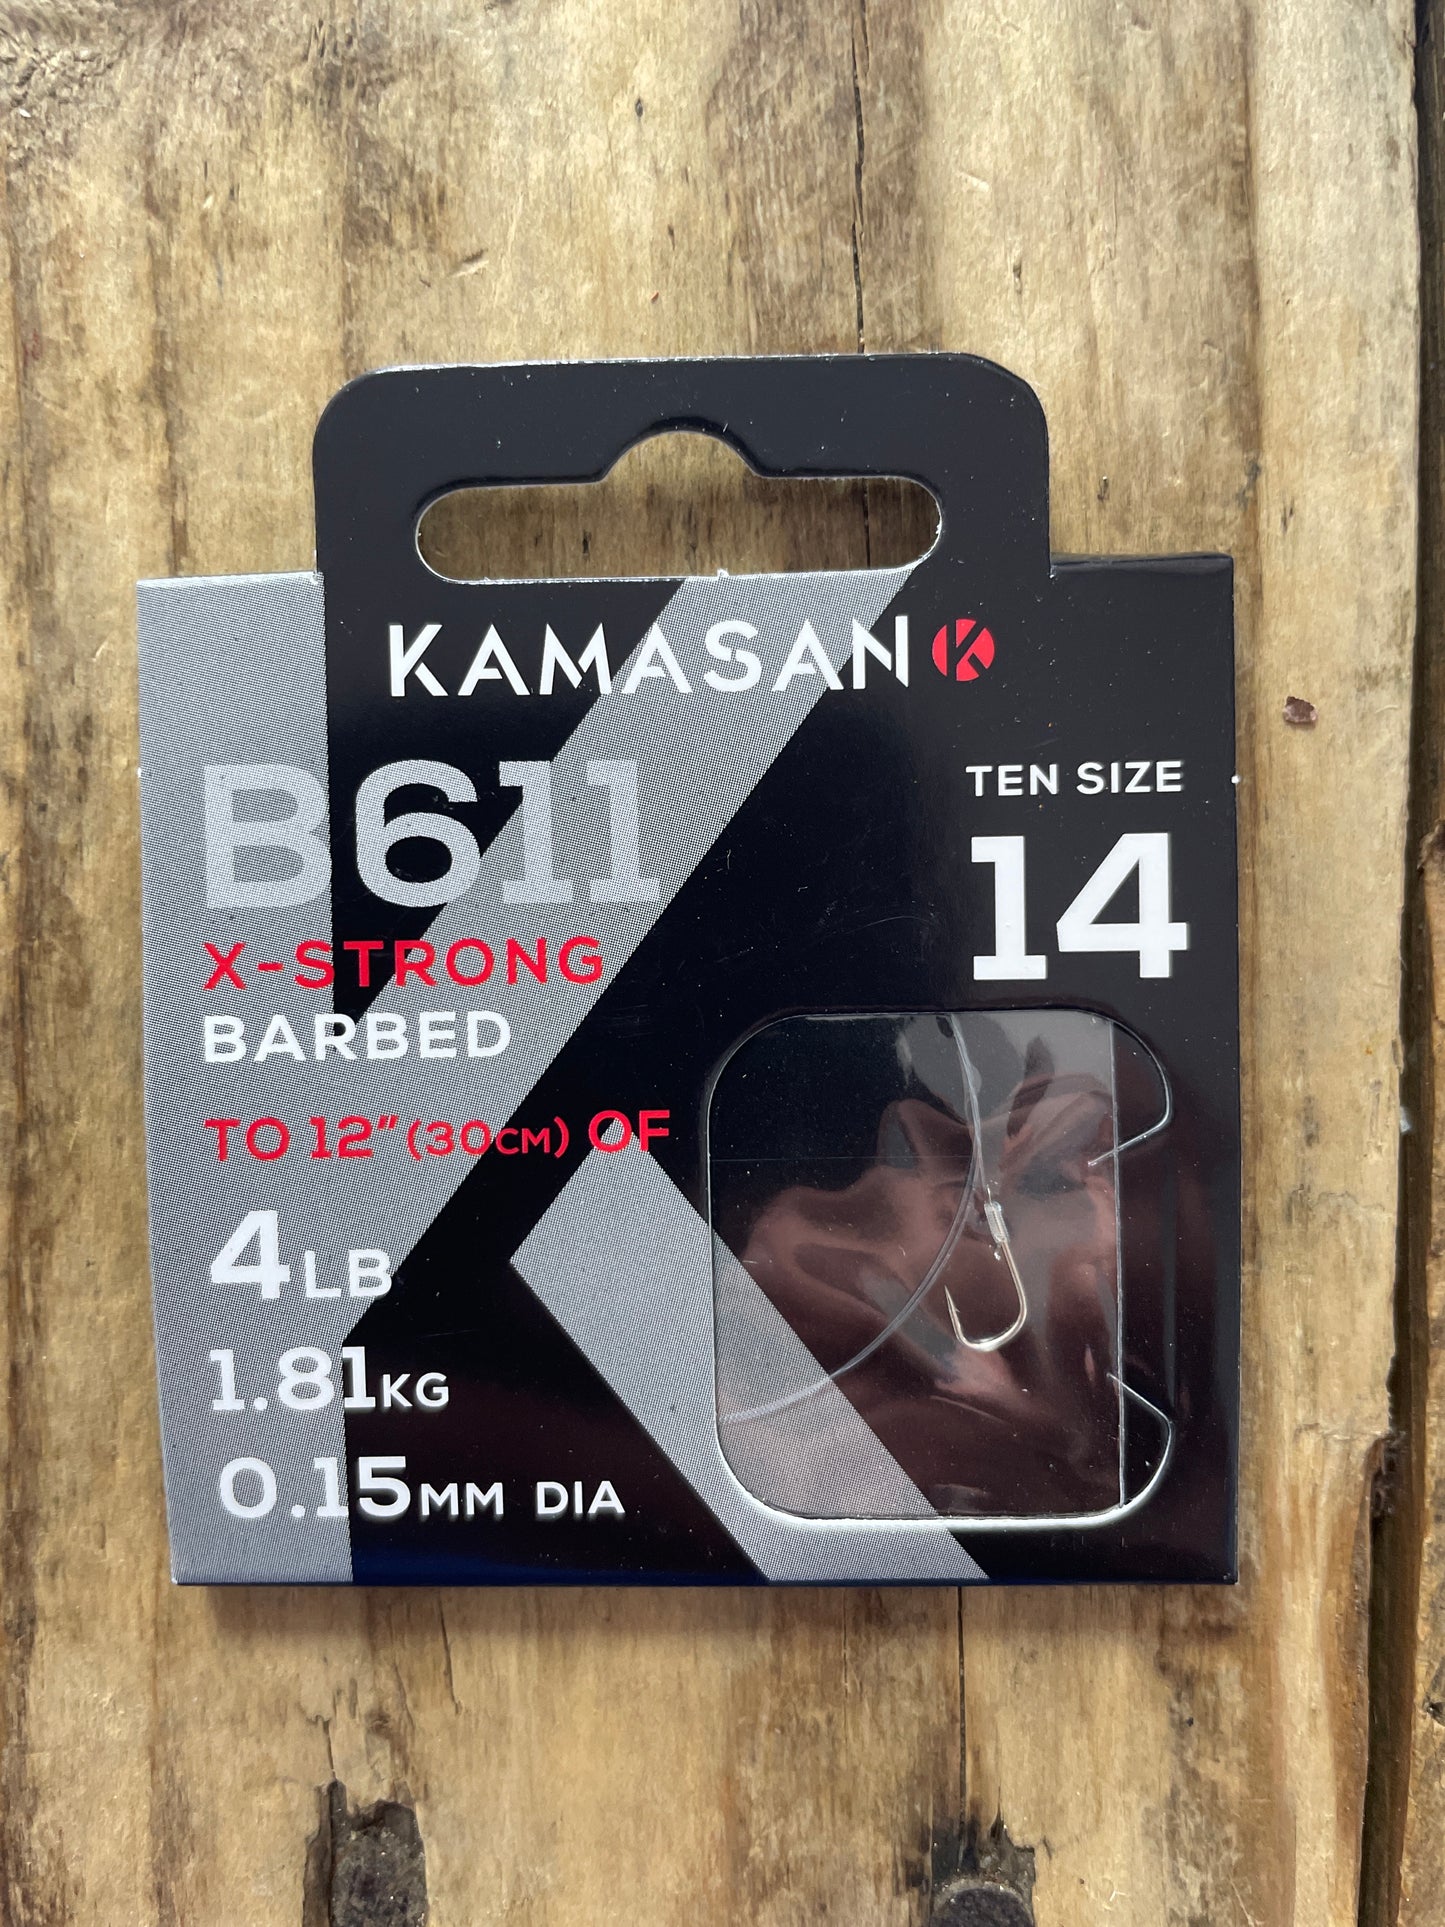 KAMASAN K
B611
TEN SIZE
14
X-STRONG
BARBED
TO 12" (30CM) OF
4LB
1.81KG
0.15MM DIA